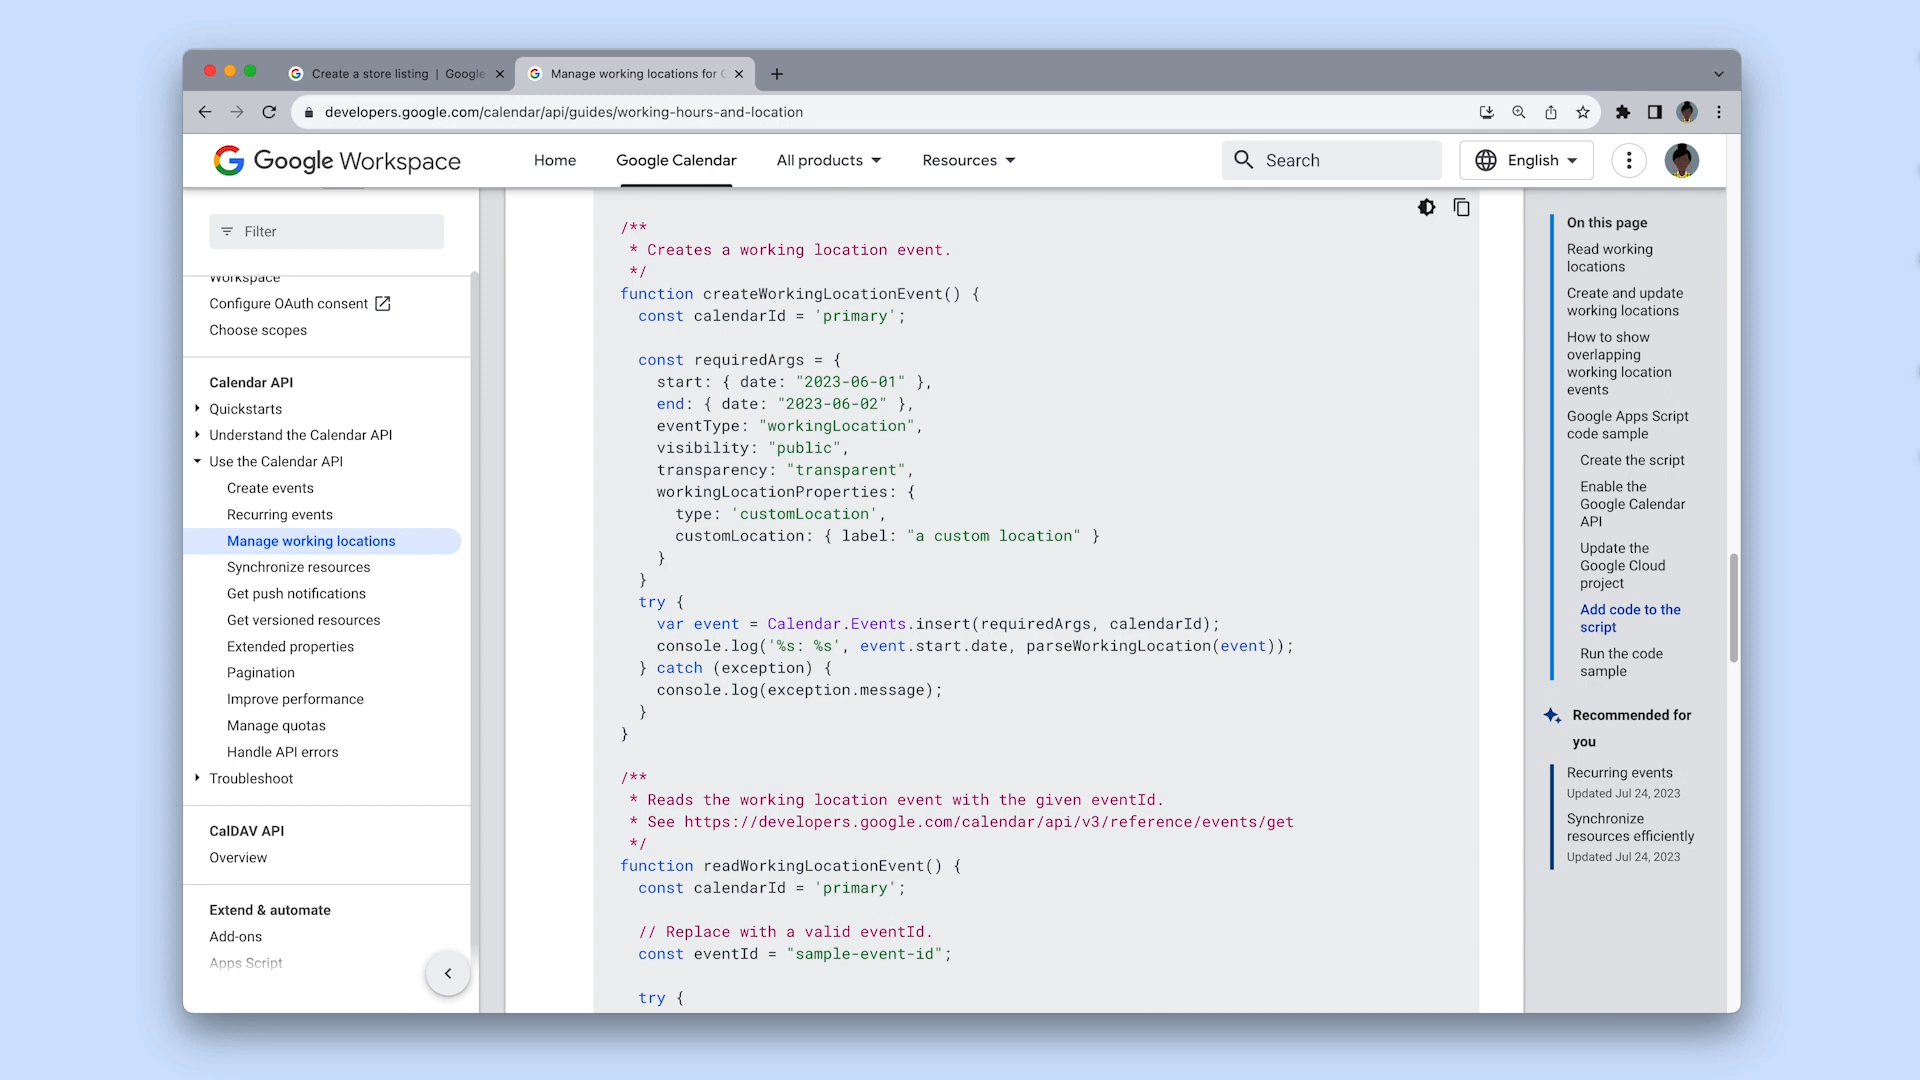 Create a store listing | Google
Manage working locations for G
developers.google.com/calendar/api/guides/working-hours-and-location
Google Workspace
Home
Google Calendar
All products
Resources
Search
English
Filter
Workspace
Configure OAuth consent
Choose scopes
Calendar API
Quickstarts
Understand the Calendar API
Use the Calendar API
Create events
Recurring events
Manage working locations
Synchronize resources
Get push notifications
Get versioned resources
Extended properties
Pagination
Improve performance
Manage quotas
Handle API errors
Troubleshoot
CalDAV API
Overview
Extend & automate
Add-ons
Apps Script
/**
* Creates a working location event.
*/
function createWorkingLocationEvent() {
const calendarId = 'primary';
const requiredArgs = {
start: { date: "2023-06-01" },
end: { date: "2023-06-02" },
eventType: "workingLocation",
visibility: "public",
transparency: "transparent",
workingLocationProperties: {
type: 'customLocation',
customLocation: { label: "a custom location" }
}
}
try {
var event = Calendar.Events.insert(requiredArgs, calendarId);
console.log('%s: %s', event.start.date, parseWorkingLocation(event));
} catch (exception) {
console.log(exception.message);
}
}
/**
* Reads the working location event with the given eventId.
* See https://developers.google.com/calendar/api/v3/reference/events/get
*/
function readWorkingLocationEvent() {
const calendarId = 'primary';
// Replace with a valid eventId.
const eventId = "sample-event-id";
try {
On this page
Read working
locations
Create and update
working locations
How to show
overlapping
working location
events
Google Apps Script
code sample
Create the script
Enable the
Google Calendar
API
Update the
Google Cloud
project
Add code to the
script
Run the code
sample
Recommended for
you
Recurring events
Updated Jul 24, 2023
Synchronize
resources efficiently
Updated Jul 24, 2023